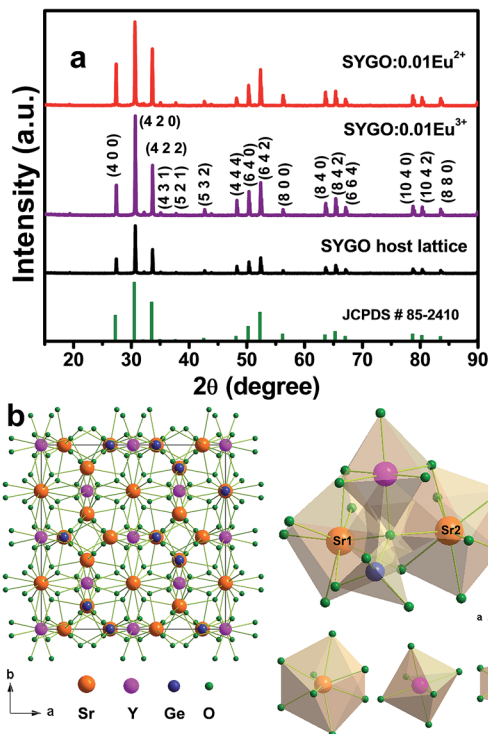 a
SYGO:0.01Eu2+
SYGO:0.01Eu3+
Intensity (a.u.)
(4 0 0)
(4 2 0)
(4 2 2)
(4 3 1)
(5 2 1)
(5 3 2)
(4 4 4)
(6 4 0)
(6 4 2)
(8 0 0)
(8 4 0)
(8 4 2)
(6 6 4)
(10 4 0)
(10 4 2)
(8 8 0)
SYGO host lattice
JCPDS # 85-2410
20 30 40 50 60 70 80 90
2θ (degree)
b
Sr1
Sr2
a
b
a
Sr Y Ge O